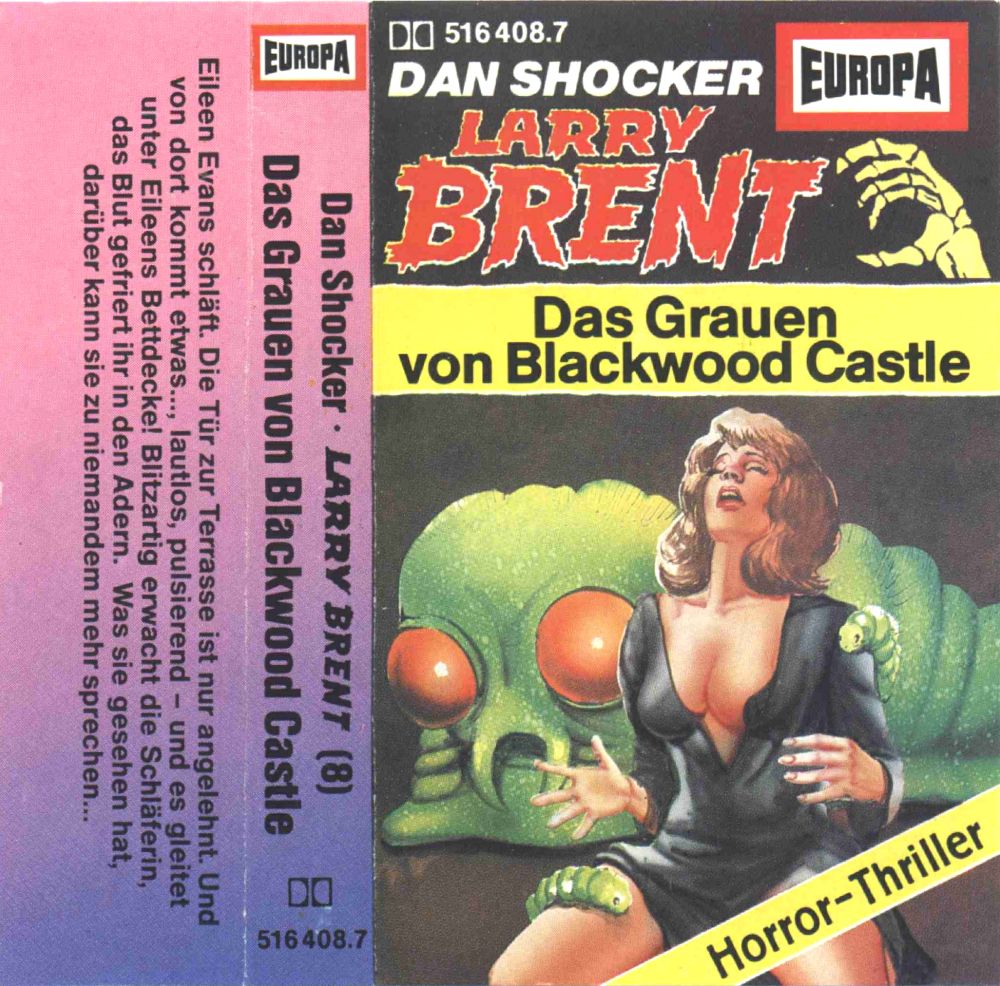 Eileen Evans schläft. Die Tür zur Terrasse ist nur angelehnt. Und
von dort kommt etwas..., lautlos, pulsierend – und es gleitet
unter Eileens Bettdecke! Blitzartig erwacht die Schläferin,
das Blut gefriert ihr in den Adern. Was sie gesehen hat,
darüber kann sie zu niemandem mehr sprechen...
EUROPA
Dan Shocker · LARRY BRENT (8)
Das Grauen von Blackwood Castle
516 408.7
516 408.7
DAN SHOCKER
EUROPA
LARRY
BRENT
Das Grauen
von Blackwood Castle
Horror-Thriller